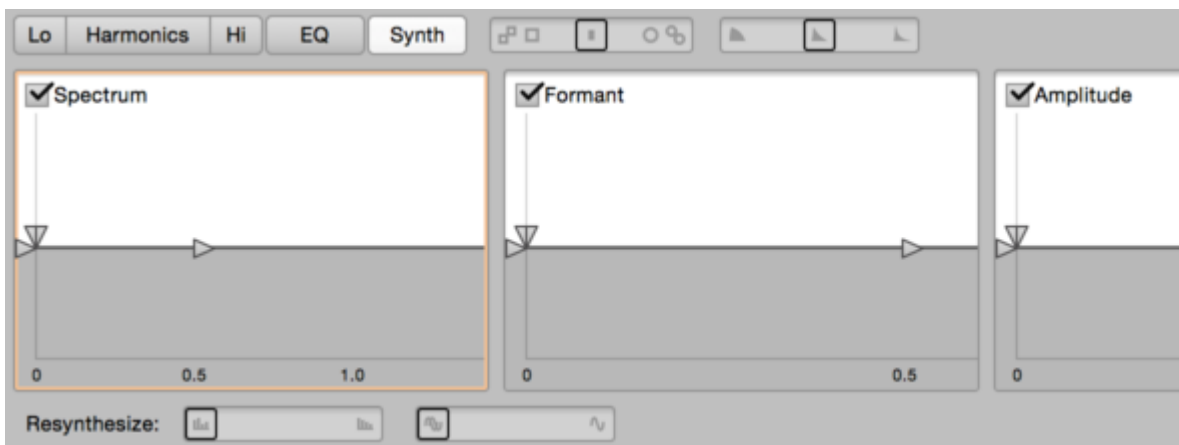 Lo Harmonics Hi EQ Synth
Spectrum Formant Amplitude
0 0.5 1.0 0 0.5 0
Resynthesize: